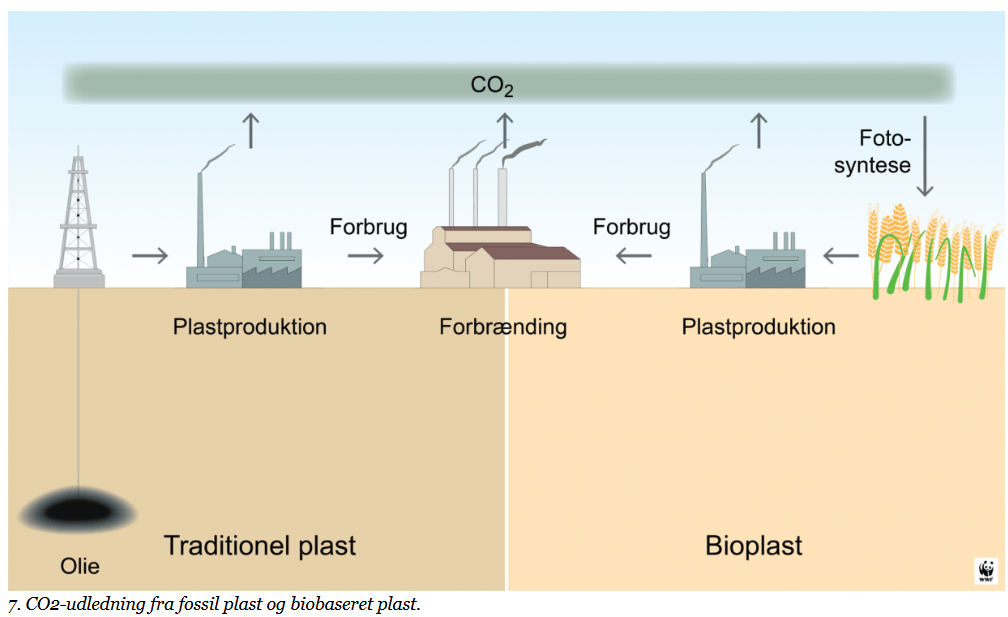 CO₂
Foto-
syntese
Forbrug
Forbrug
Plastproduktion
Forbrænding
Plastproduktion
Traditionel plast
Bioplast
Olie
WWF
7. CO2-udledning fra fossil plast og biobaseret plast.